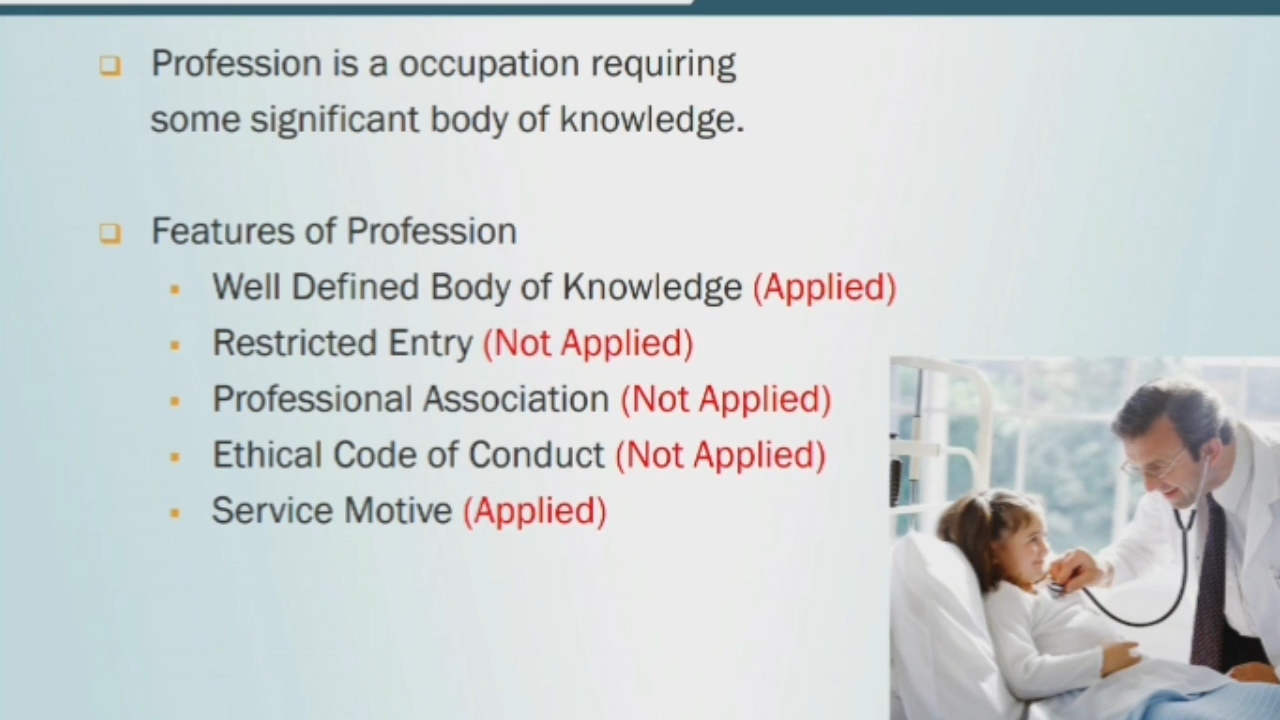 Profession is a occupation requiring
some significant body of knowledge.
Features of Profession
Well Defined Body of Knowledge (Applied)
Restricted Entry (Not Applied)
Professional Association (Not Applied)
Ethical Code of Conduct (Not Applied)
Service Motive (Applied)